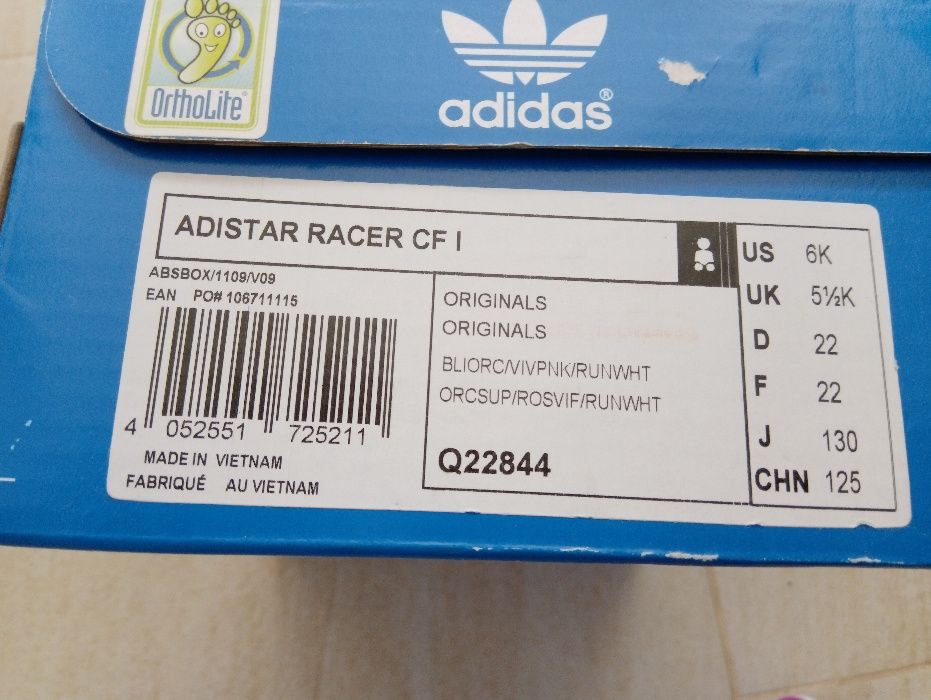 OrthoLite®
adidas®
ADISTAR RACER CF I
ABSBOX/1109/V09
EAN PO# 106711115
4 052551 725211
MADE IN VIETNAM
FABRIQUÉ AU VIETNAM
ORIGINALS
ORIGINALS
BLIORC/VIVPNK/RUNWHT
ORCSUP/ROSVIF/RUNWHT
Q22844
US 6K
UK 5½K
D 22
F 22
J 130
CHN 125